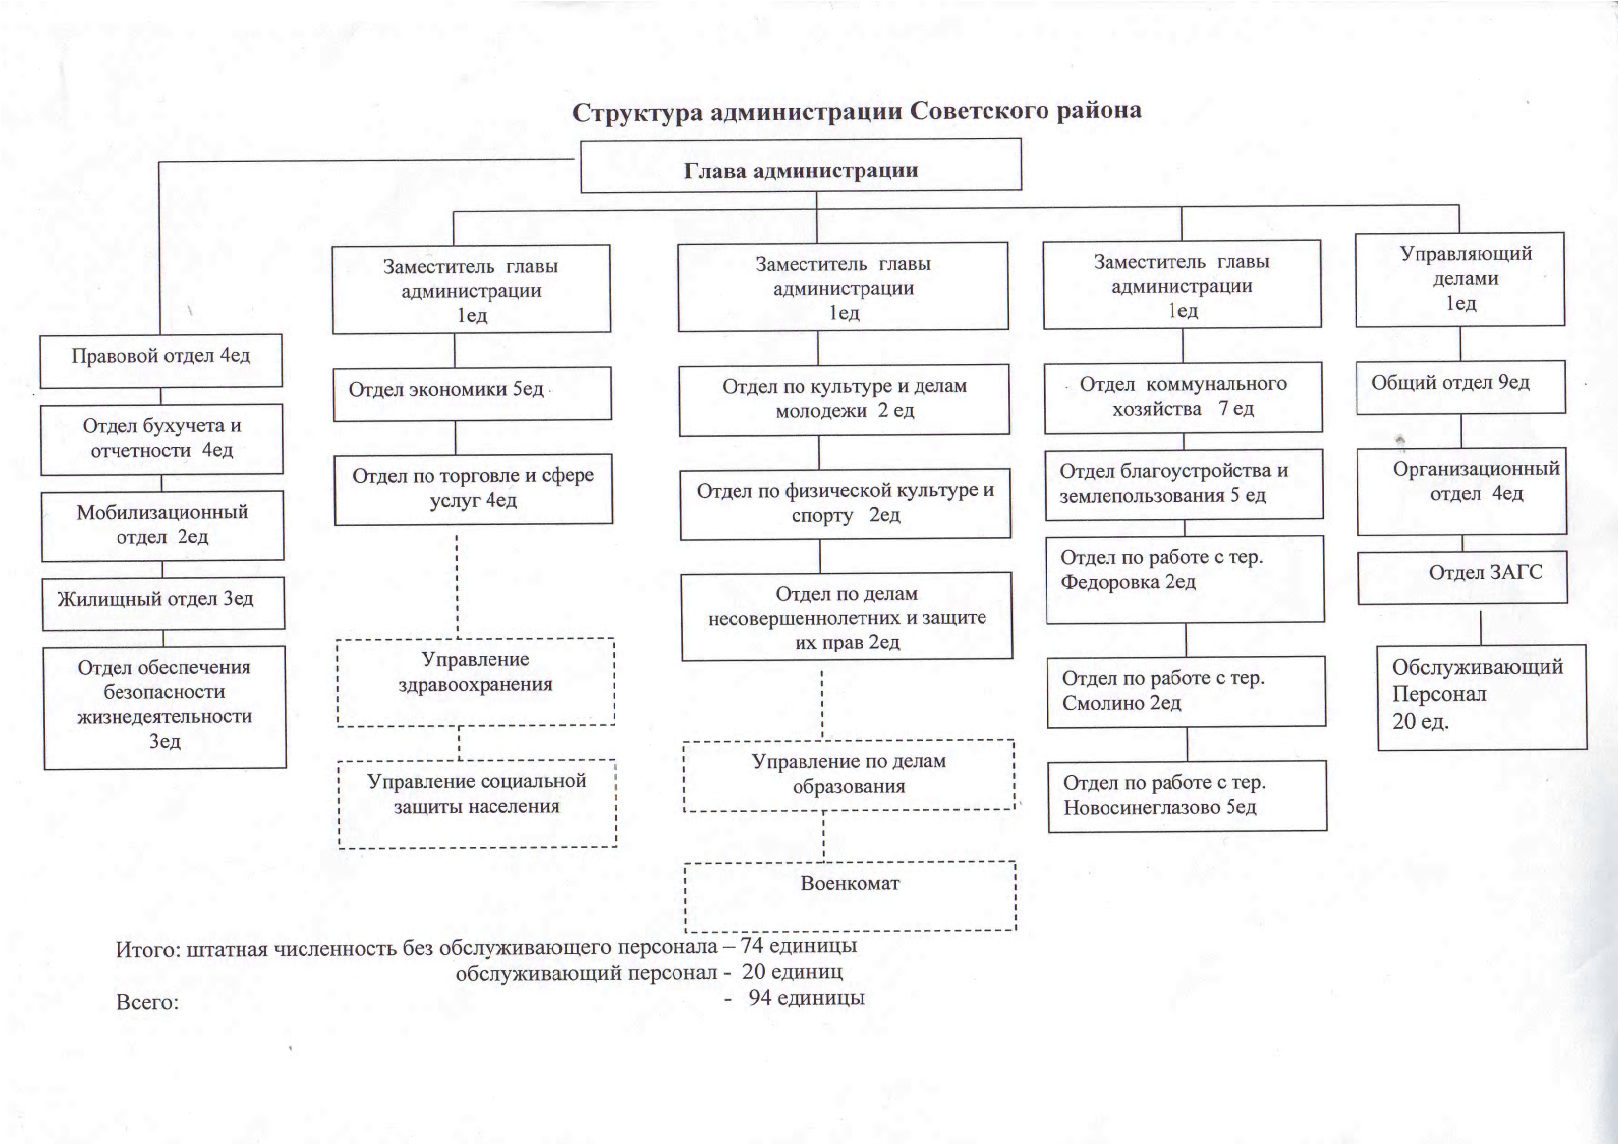 Структура администрации Советского района
Глава администрации
Правовой отдел 4ед
Отдел бухучета и
отчетности 4ед
Мобилизационный
отдел 2ед
Жилищный отдел 3ед
Отдел обеспечения
безопасности
жизнедеятельности
3ед
Заместитель главы
администрации
1ед
Отдел экономики 5ед
Отдел по торговле и сфере
услуг 4ед
Управление
здравоохранения
Управление социальной
защиты населения
Заместитель главы
администрации
1ед
Отдел по культуре и делам
молодежи 2 ед
Отдел по физической культуре и
спорту 2ед
Отдел по делам
несовершеннолетних и защите
их прав 2ед
Управление по делам
образования
Военкомат
Заместитель главы
администрации
1ед
Отдел коммунального
хозяйства 7 ед
Отдел благоустройства и
землепользования 5 ед
Отдел по работе с тер.
Федоровка 2ед
Отдел по работе с тер.
Смолино 2ед
Отдел по работе с тер.
Новосинеглазово 5ед
Управляющий
делами
1ед
Общий отдел 9ед
Организационный
отдел 4ед
Отдел ЗАГС
Обслуживающий
Персонал
20 ед.
Итого: штатная численность без обслуживающего персонала – 74 единицы
обслуживающий персонал - 20 единиц
Всего: - 94 единицы